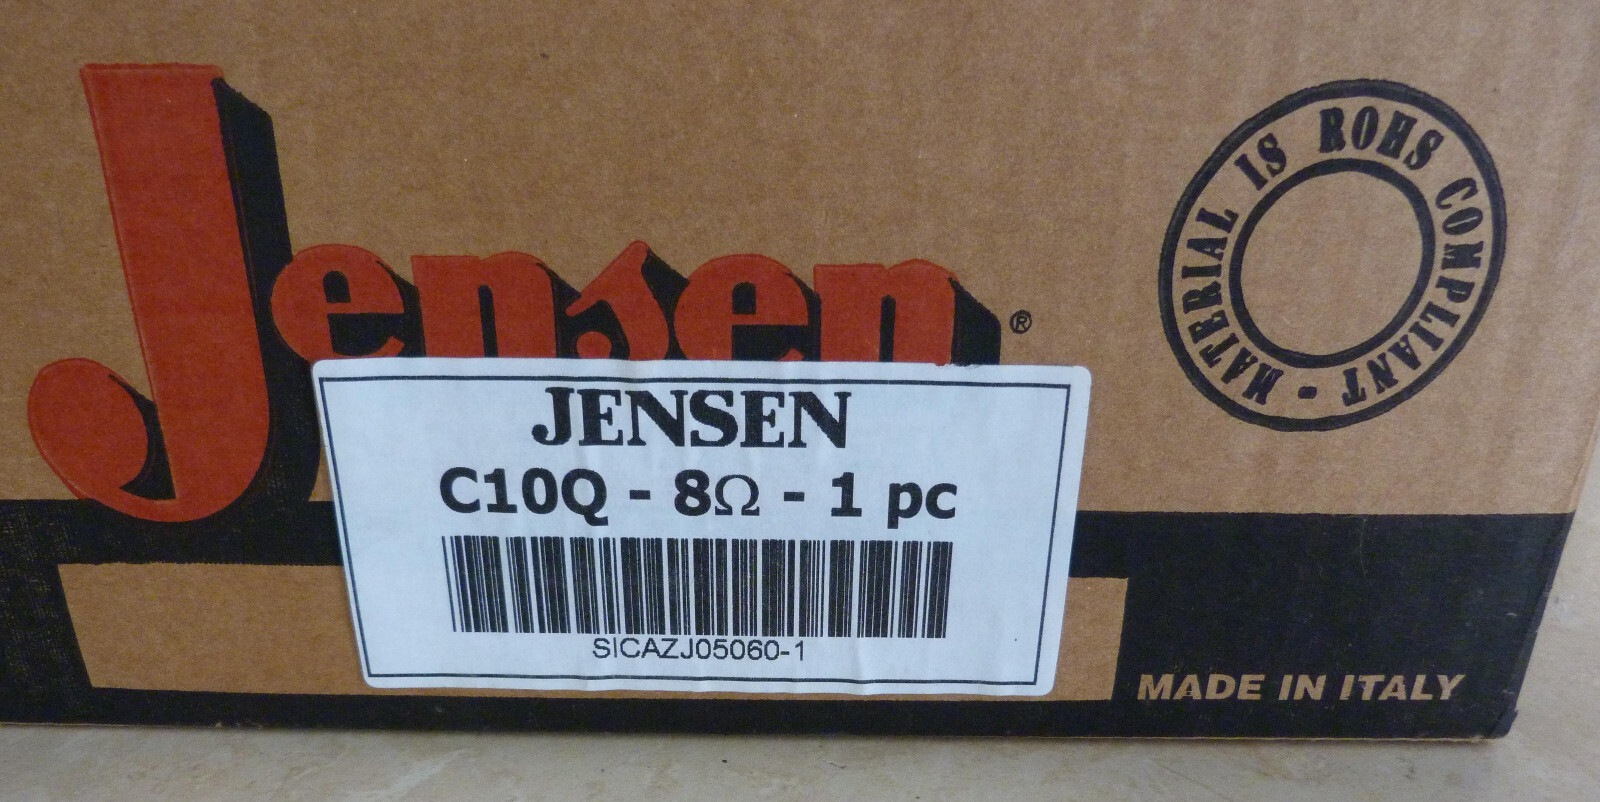 Jensen®
MATERIAL IS ROHS COMPLIANT -
JENSEN
C10Q - 8Ω - 1 pc
SICAZJ05060-1
MADE IN ITALY